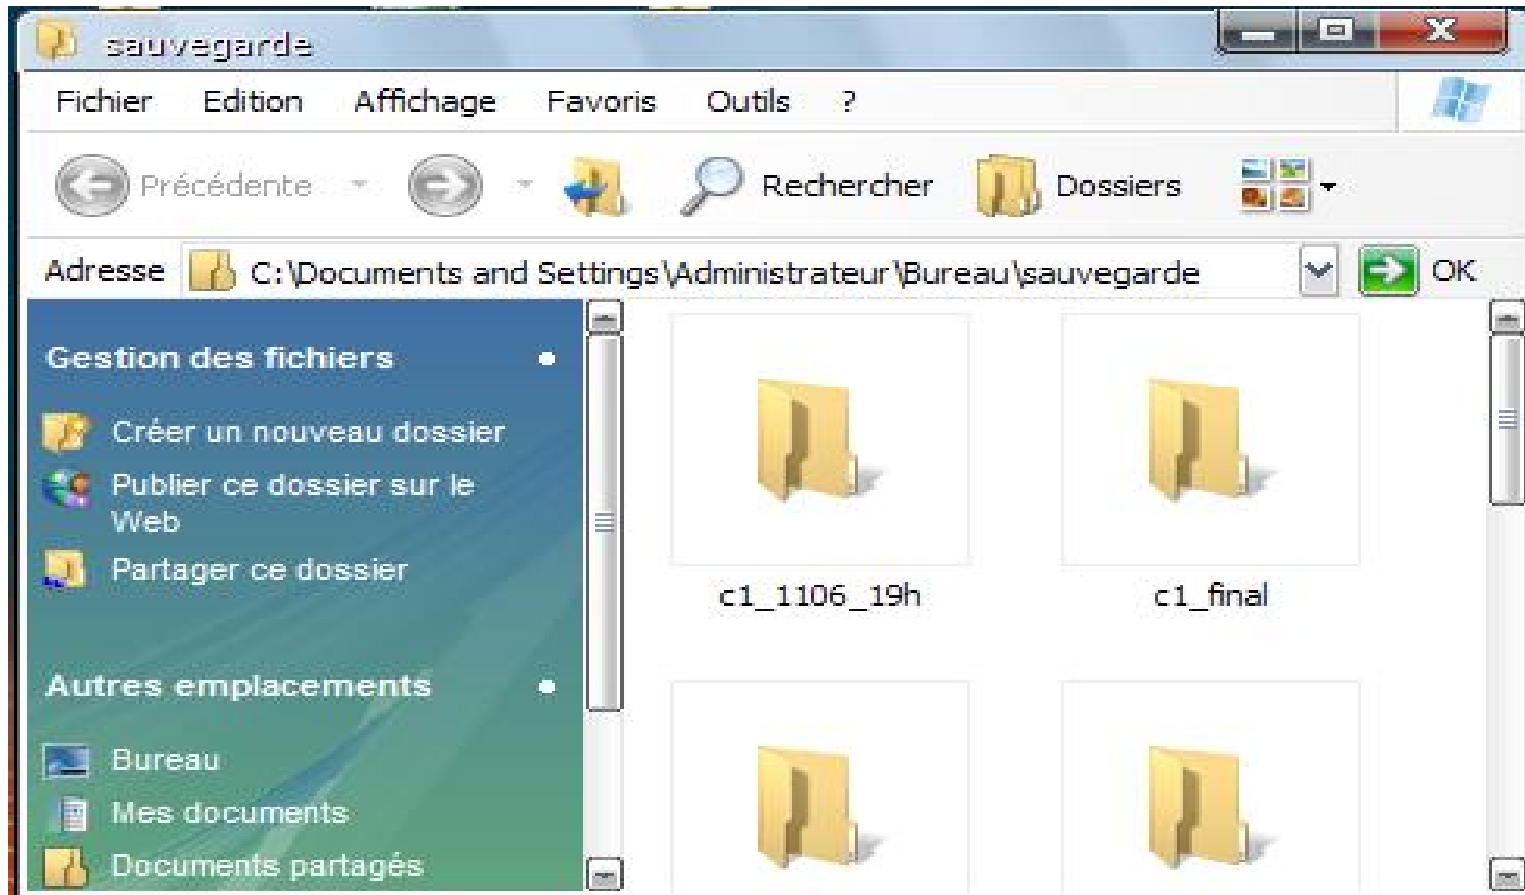 sauvegarde
Fichier Edition Affichage Favoris Outils ?
Précédente Rechercher Dossiers
Adresse C:\Documents and Settings\Administrateur\Bureau\sauvegarde OK
Gestion des fichiers
Créer un nouveau dossier
Publier ce dossier sur le
Web
Partager ce dossier
Autres emplacements
Bureau
Mes documents
Documents partagés
c1_1106_19h c1_final